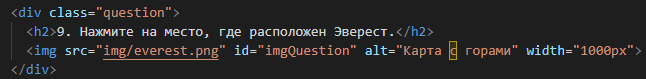 <div class="question">
<h2>9. Нажмите на место, где расположен Эверест.</h2>
<img src="img/everest.png" id="imgQuestion" alt="Карта с горами" width="1000px">
</div>